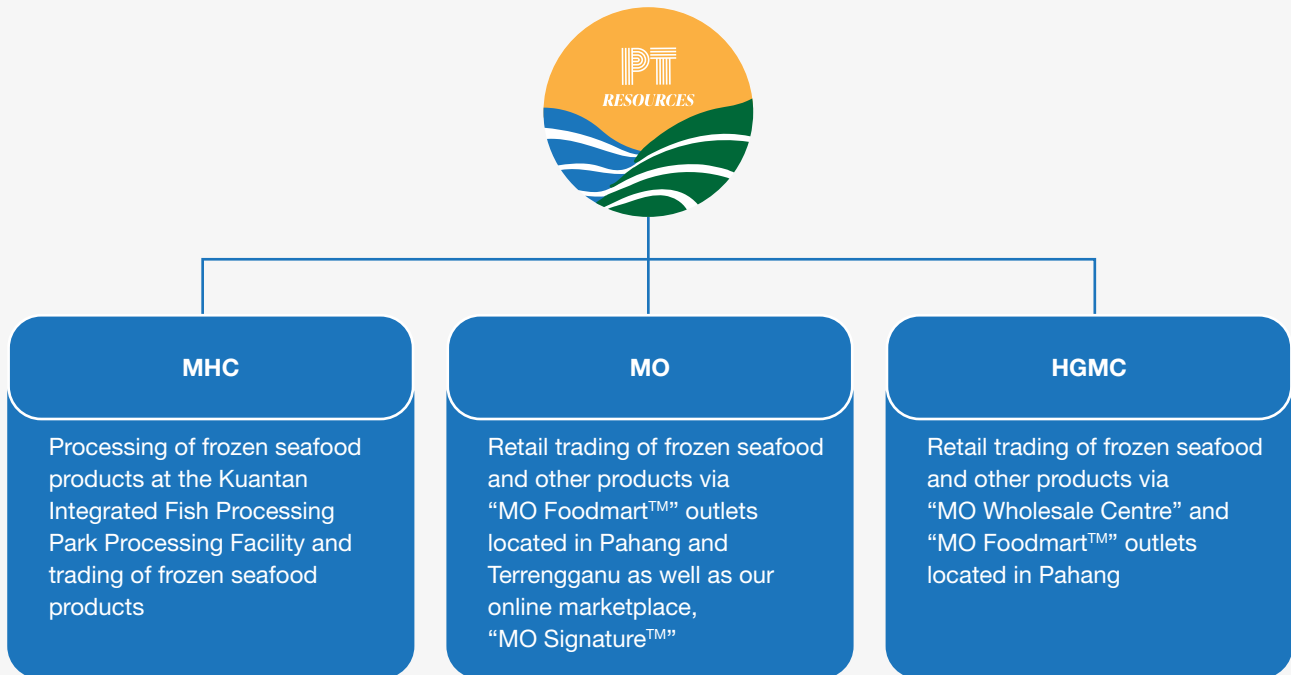 PT
RESOURCES
MHC
Processing of frozen seafood
products at the Kuantan
Integrated Fish Processing
Park Processing Facility and
trading of frozen seafood
products
MO
Retail trading of frozen seafood
and other products via
“MO Foodmart™” outlets
located in Pahang and
Terrengganu as well as our
online marketplace,
“MO Signature™”
HGMC
Retail trading of frozen seafood
and other products via
“MO Wholesale Centre” and
“MO Foodmart™” outlets
located in Pahang